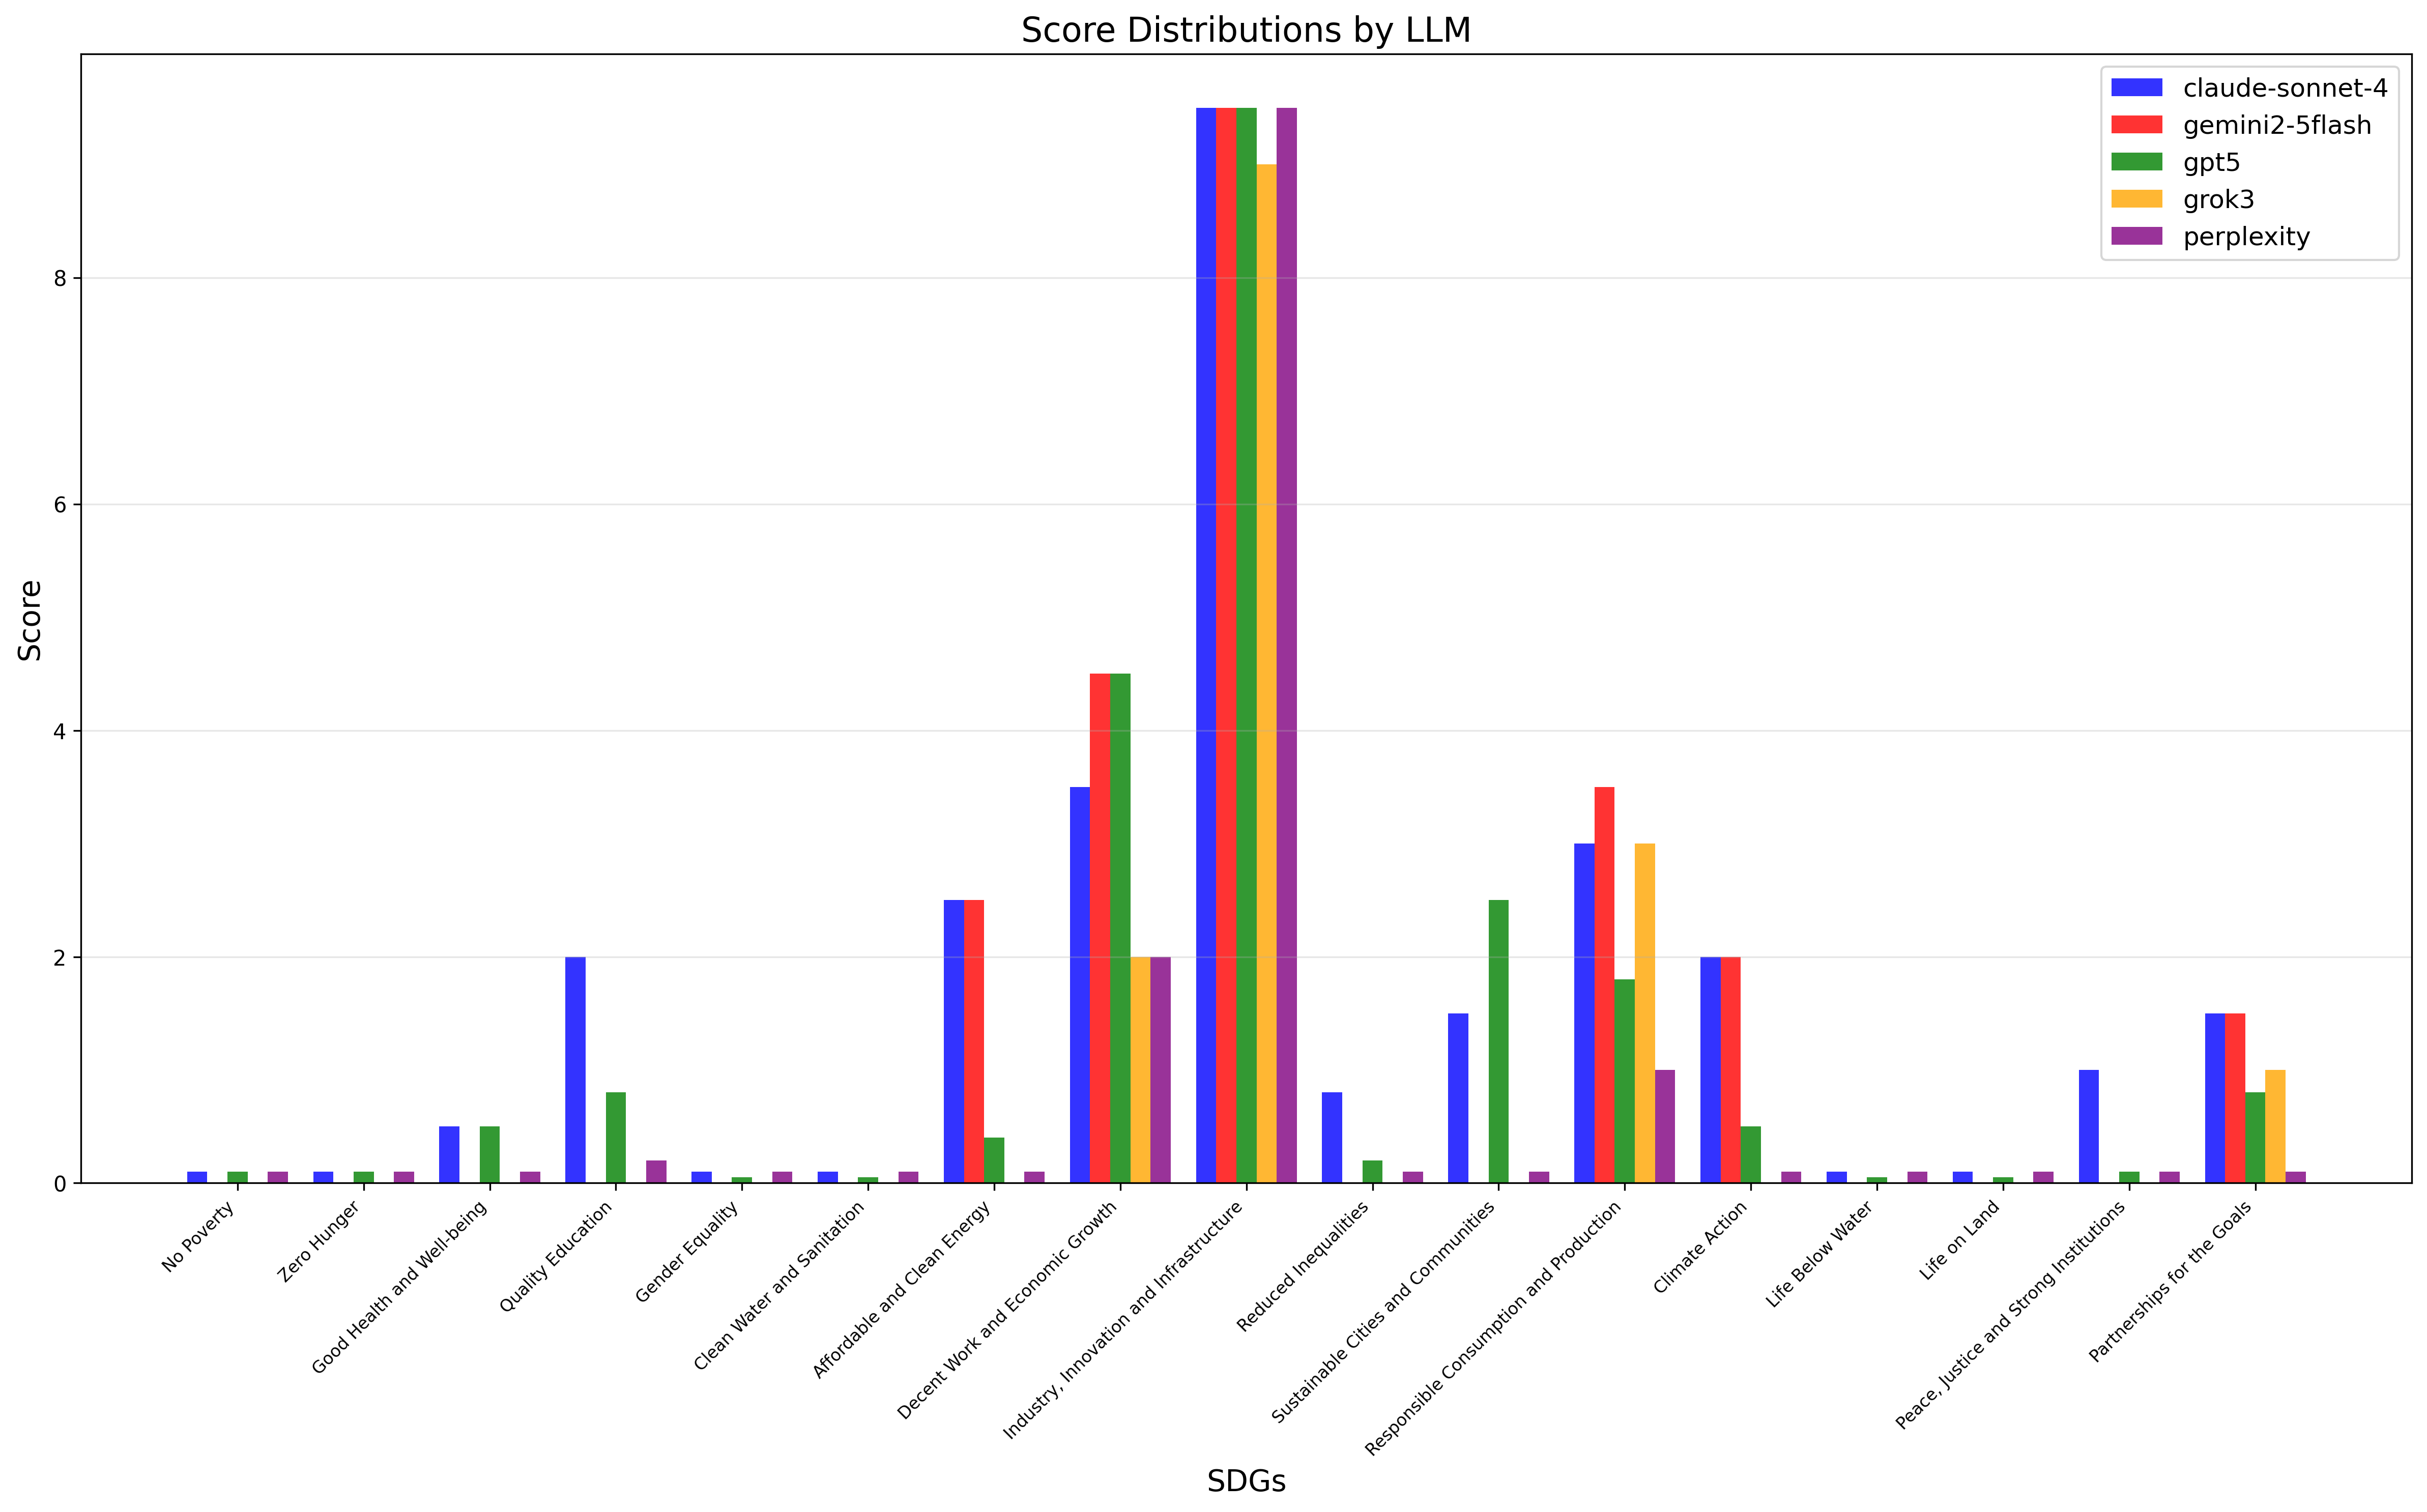 Score Distributions by LLM
claude-sonnet-4
gemini2-5flash
gpt5
grok3
perplexity
Score
8
6
4
2
0
No Poverty
Zero Hunger
Good Health and Well-being
Quality Education
Gender Equality
Clean Water and Sanitation
Affordable and Clean Energy
Decent Work and Economic Growth
Industry, Innovation and Infrastructure
Reduced Inequalities
Sustainable Cities and Communities
Responsible Consumption and Production
Climate Action
Life Below Water
Life on Land
Peace, Justice and Strong Institutions
Partnerships for the Goals
SDGs